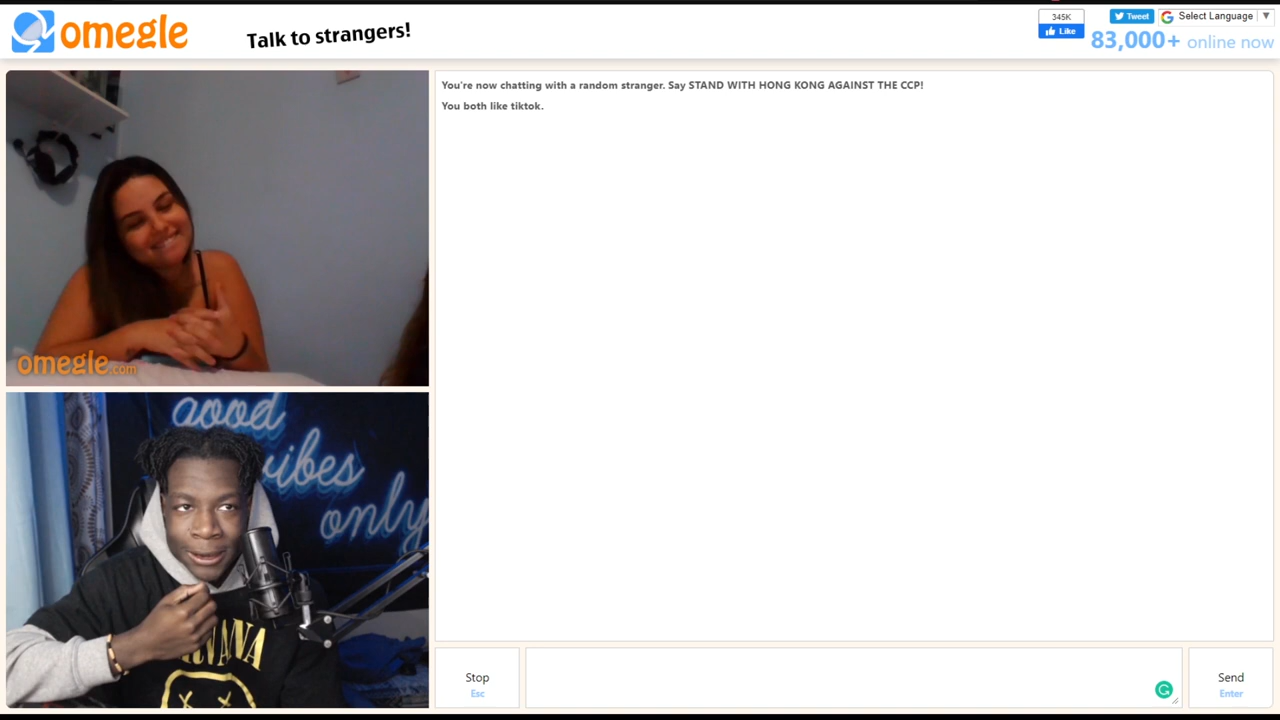 omegle
Talk to strangers!
345K
Like
Tweet
Select Language
83,000+ online now
You're now chatting with a random stranger. Say STAND WITH HONG KONG AGAINST THE CCP!
You both like tiktok.
omegle.com
good
vibes
only
NIRVANA
Stop
Esc
Send
Enter